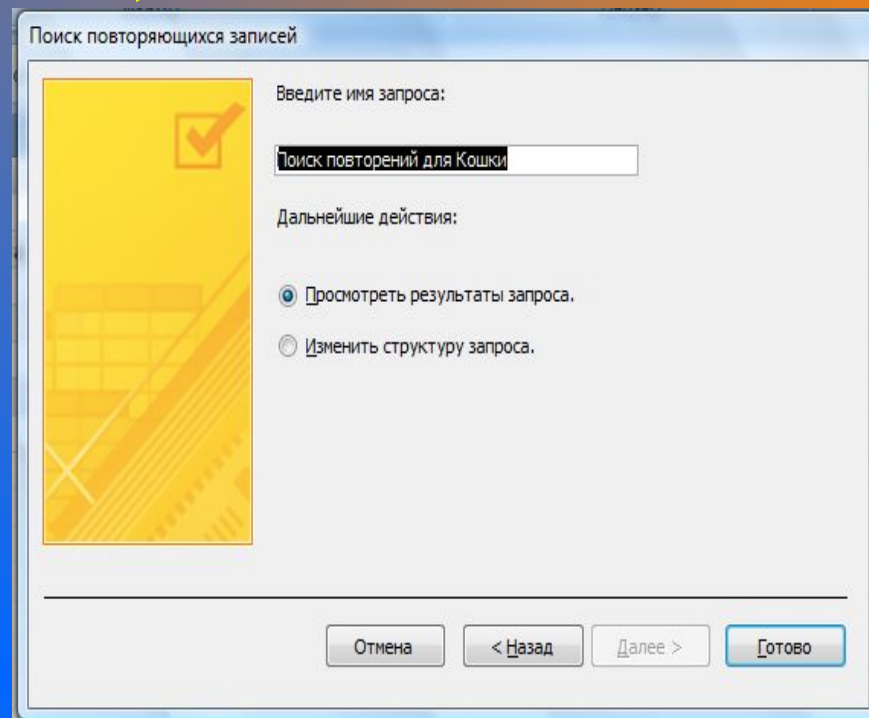 Поиск повторяющихся записей
Введите имя запроса:
Поиск повторений для Кошки
Дальнейшие действия:
Просмотреть результаты запроса.
Изменить структуру запроса.
Отмена
< Назад
Далее >
Готово